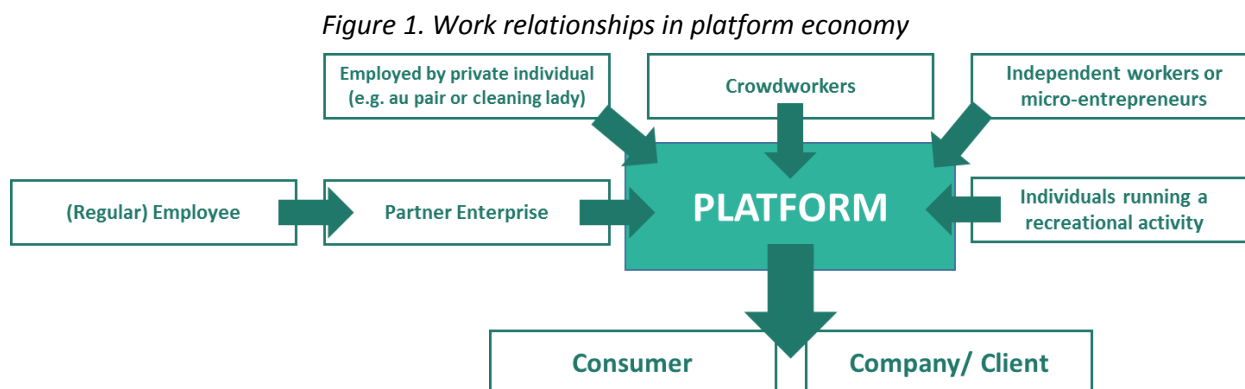 Figure 1. Work relationships in platform economy
Employed by private individual
(e.g. au pair or cleaning lady)
Crowdworkers
Independent workers or
micro-entrepreneurs
(Regular) Employee
Partner Enterprise
PLATFORM
Individuals running a
recreational activity
Consumer
Company/ Client